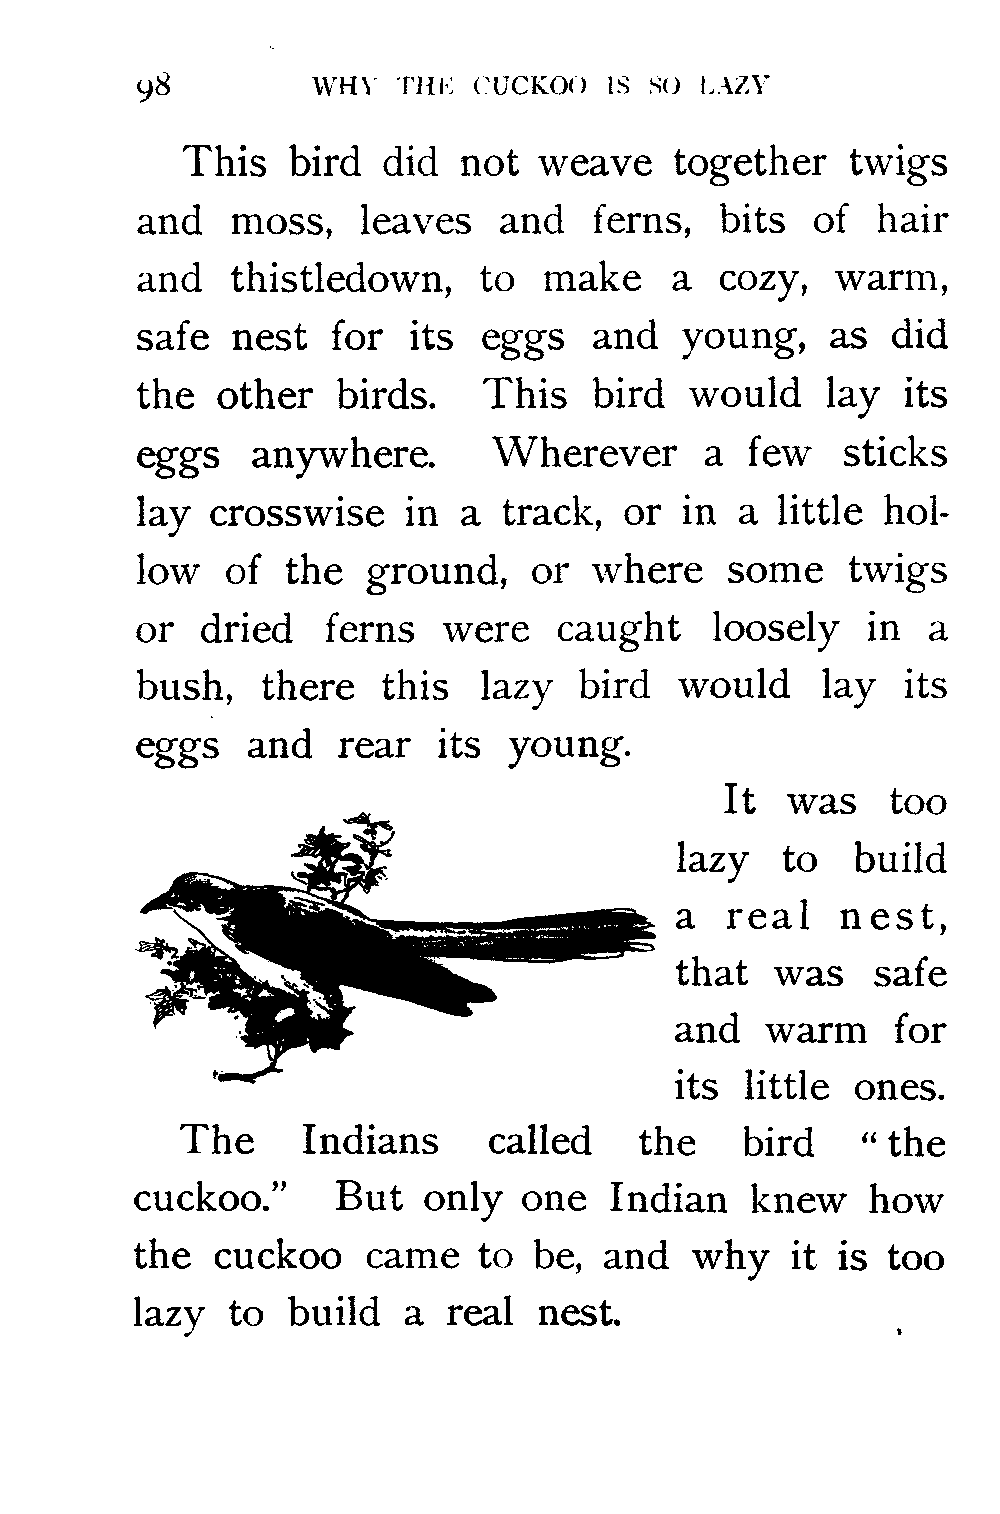 98 WHY THE CUCKOO IS SO LAZY
This bird did not weave together twigs
and moss, leaves and ferns, bits of hair
and thistledown, to make a cozy, warm,
safe nest for its eggs and young, as did
the other birds. This bird would lay its
eggs anywhere. Wherever a few sticks
lay crosswise in a track, or in a little hol-
low of the ground, or where some twigs
or dried ferns were caught loosely in a
bush, there this lazy bird would lay its
eggs and rear its young.
It was too
lazy to build
a real nest,
that was safe
and warm for
its little ones.
The Indians called the bird “the
cuckoo.” But only one Indian knew how
the cuckoo came to be, and why it is too
lazy to build a real nest.